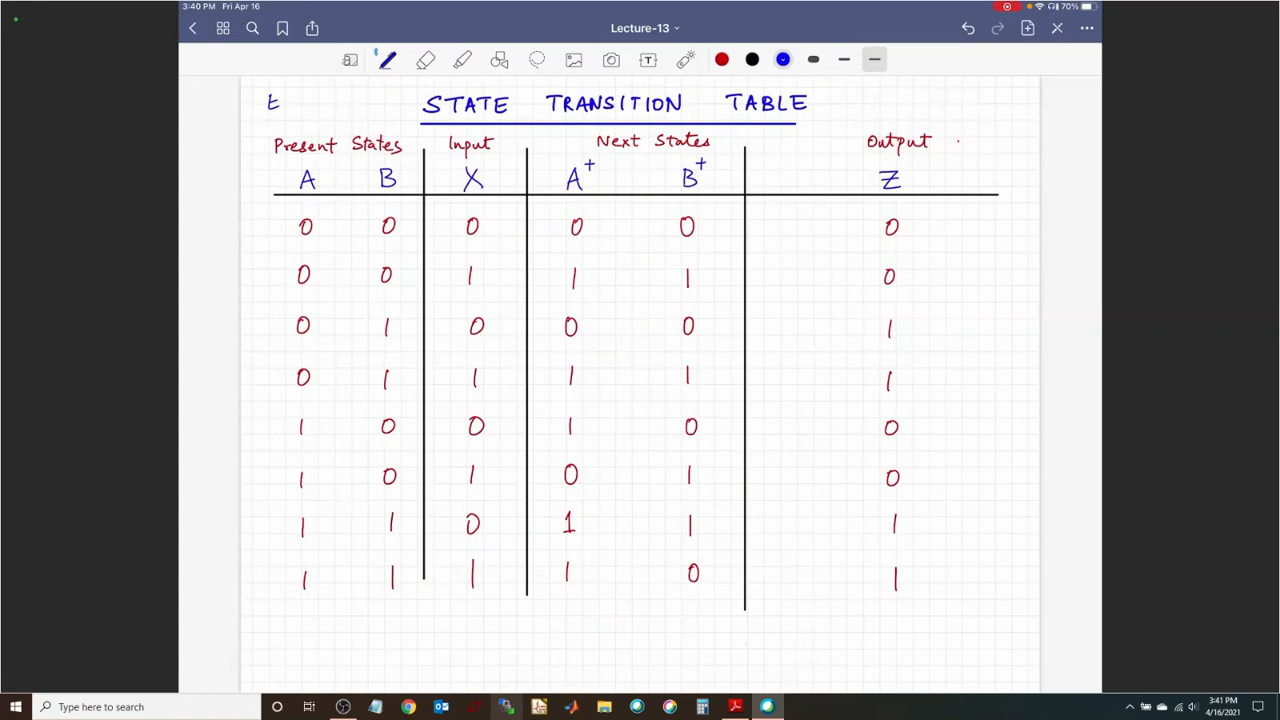 3:40 PM Fri Apr 16
70%
Lecture-13
t STATE TRANSITION TABLE
Present States Input Next States Output
A B X A+ B+ Z
0 0 0 0 0 0
0 0 1 1 1 0
0 1 0 0 0 1
0 1 1 1 1 1
1 0 0 1 0 0
1 0 1 0 1 0
1 1 0 1 1 1
1 1 1 1 0 1
Type here to search
3:41 PM
4/16/2021